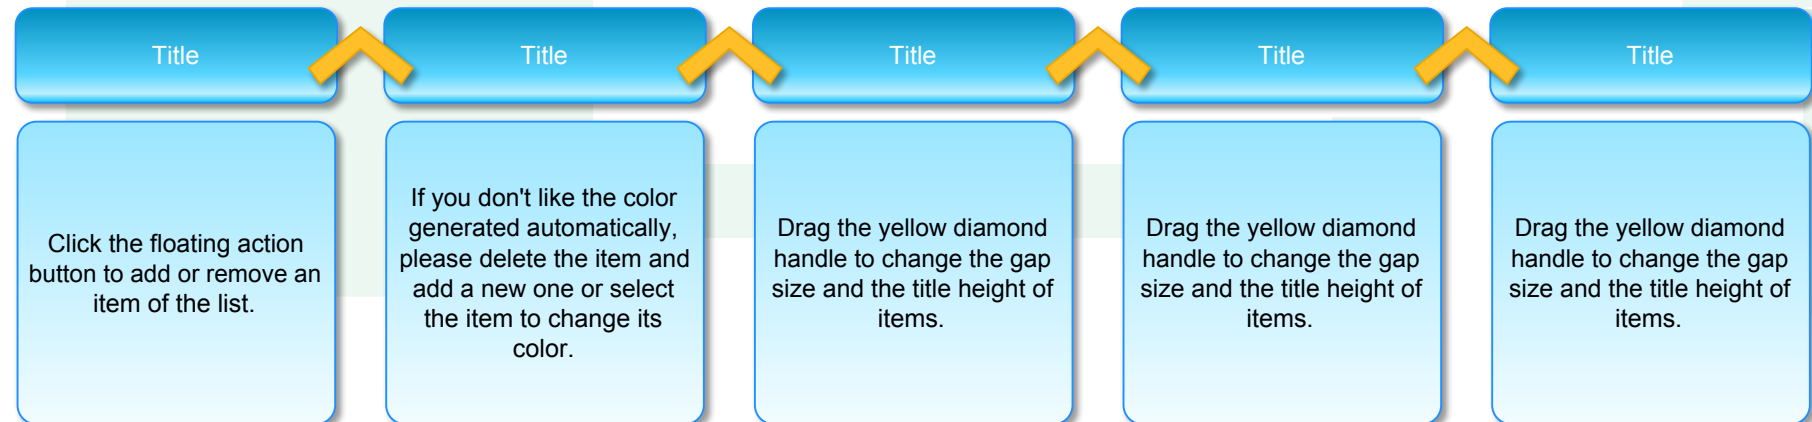 Title
Title
Title
Title
Title
Click the floating action
button to add or remove an
item of the list.
If you don't like the color
generated automatically,
please delete the item and
add a new one or select
the item to change its
color.
Drag the yellow diamond
handle to change the gap
size and the title height of
items.
Drag the yellow diamond
handle to change the gap
size and the title height of
items.
Drag the yellow diamond
handle to change the gap
size and the title height of
items.